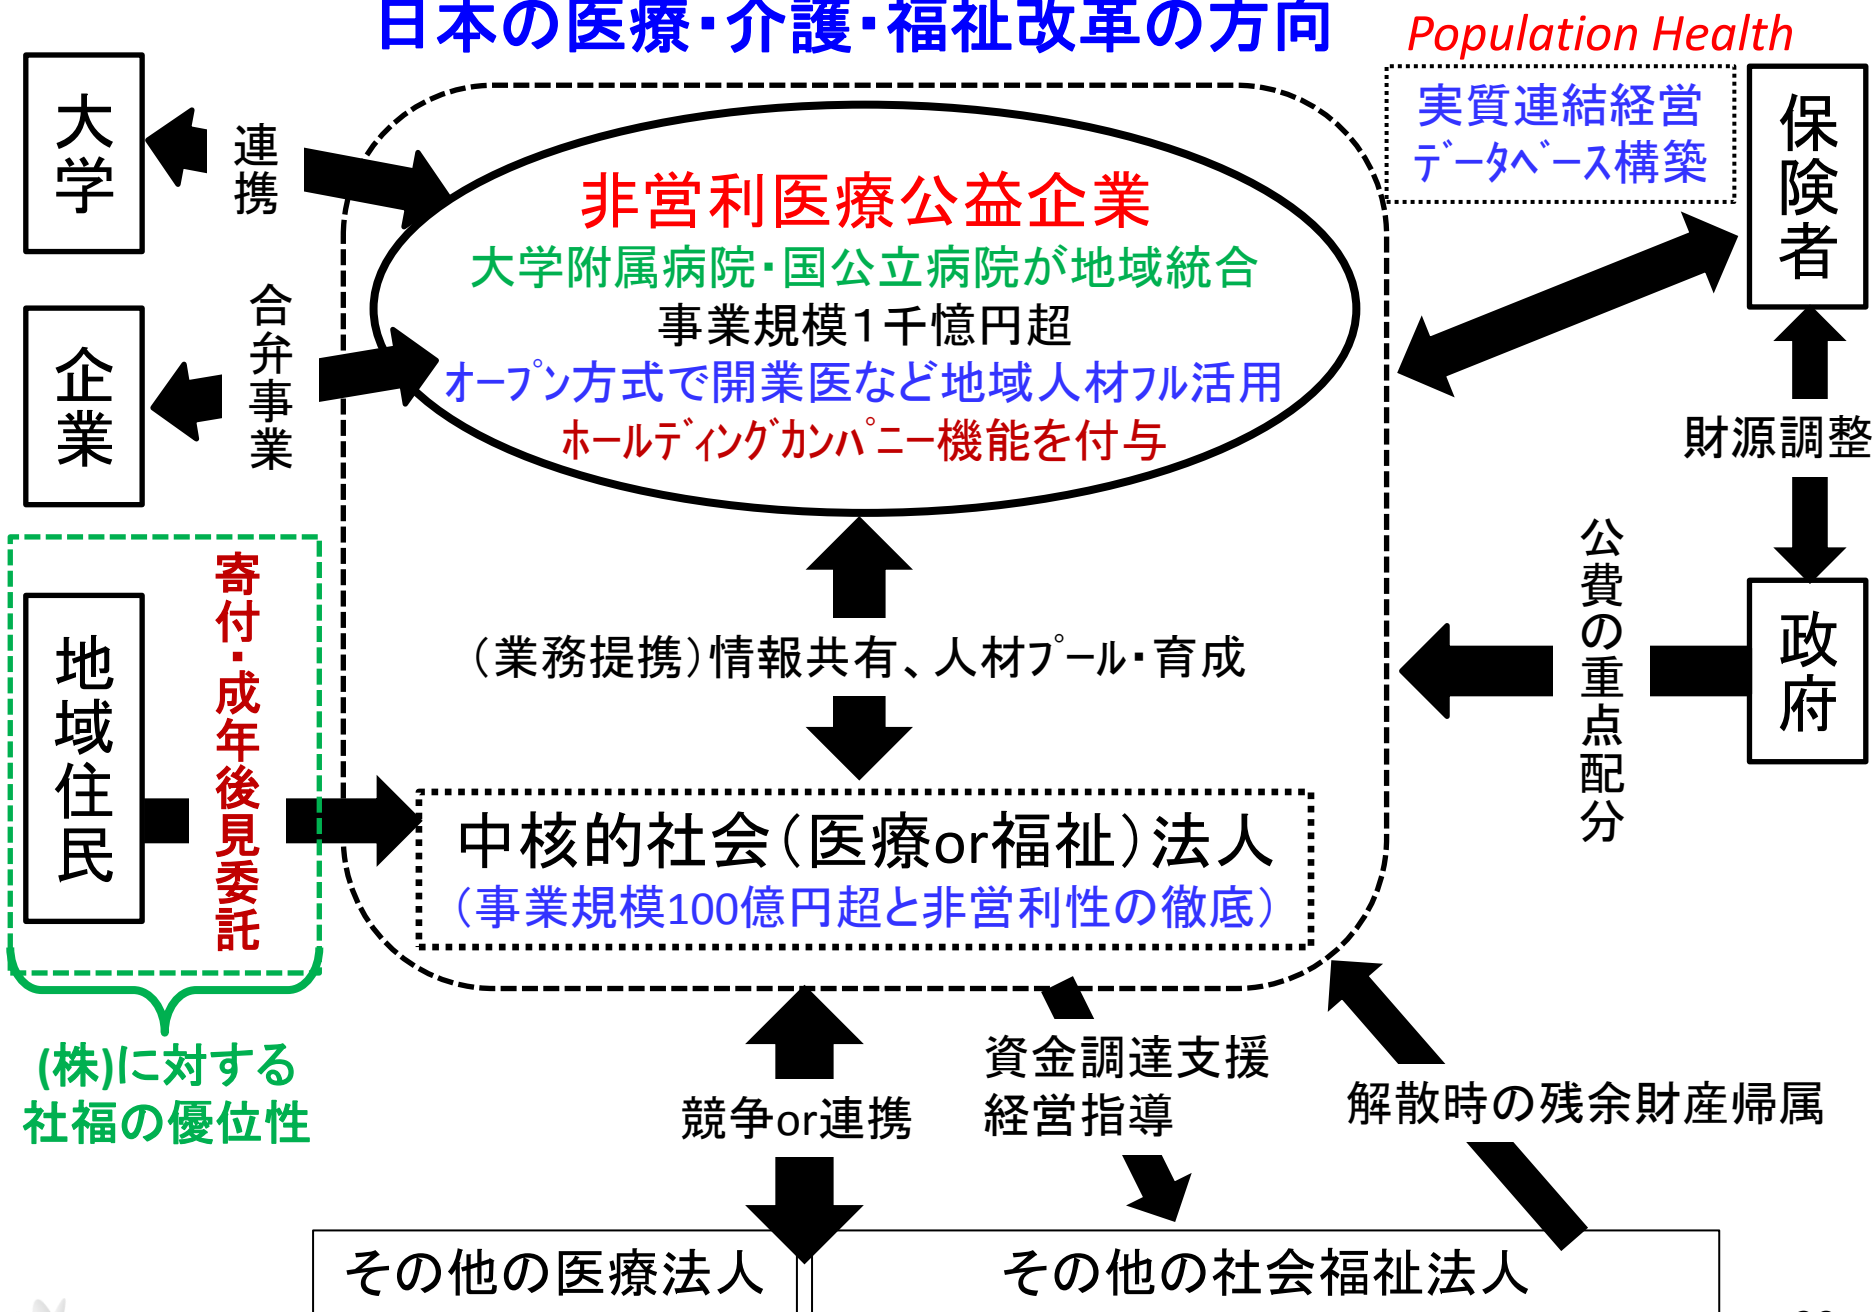 日本の医療・介護・福祉改革の方向
Population Health
大学
連携
企業
合弁事業
非営利医療公益企業
大学附属病院・国公立病院が地域統合
事業規模１千億円超
ｵｰﾌﾟﾝ方式で開業医など地域人材ﾌﾙ活用
ﾎｰﾙﾃﾞｨﾝｸﾞｶﾝﾊﾟﾆｰ機能を付与
実質連結経営
ﾃﾞｰﾀﾍﾞｰｽ構築
保険者
財源調整
公費の重点配分
政府
（業務提携）情報共有、人材ﾌﾟｰﾙ・育成
地域住民
寄付・成年後見委託
中核的社会（医療or福祉）法人
（事業規模100億円超と非営利性の徹底）
(株)に対する
社福の優位性
競争or連携
資金調達支援
経営指導
解散時の残余財産帰属
その他の医療法人
その他の社会福祉法人